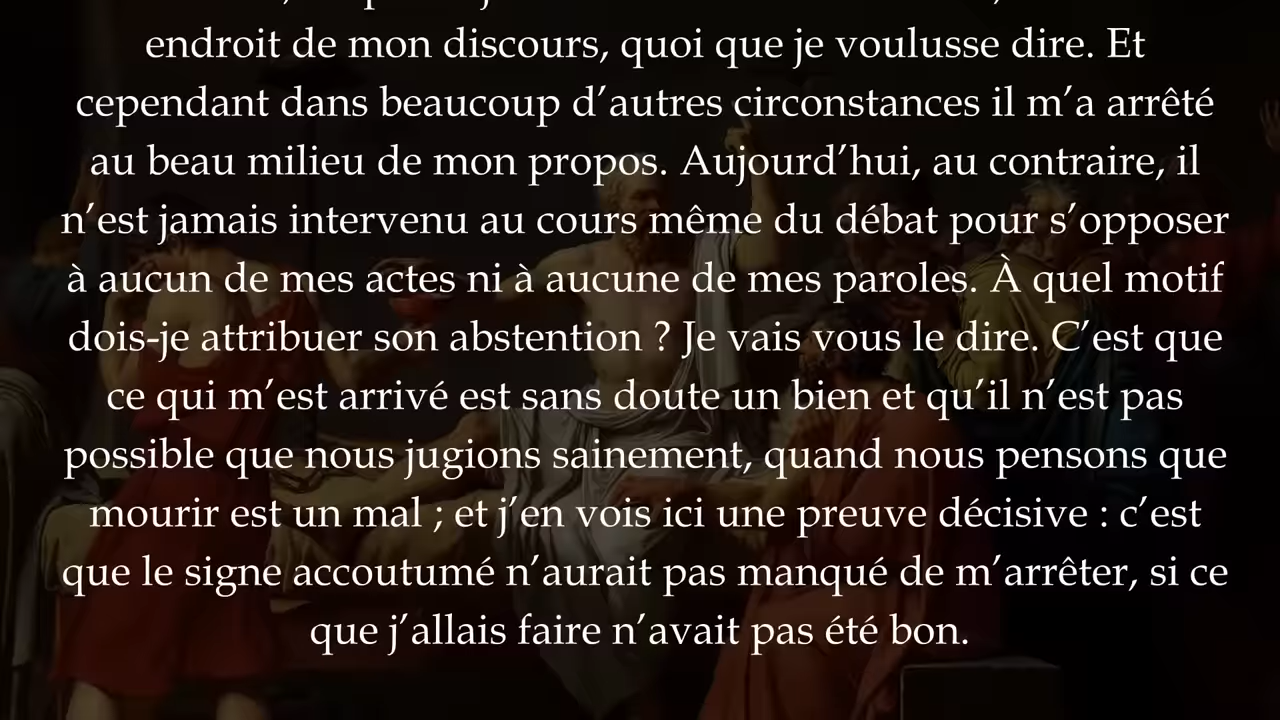 endroit de mon discours, quoi que je voulusse dire. Et
cependant dans beaucoup d’autres circonstances il m’a arrêté
au beau milieu de mon propos. Aujourd’hui, au contraire, il
n’est jamais intervenu au cours même du débat pour s’opposer
à aucun de mes actes ni à aucune de mes paroles. À quel motif
dois-je attribuer son abstention ? Je vais vous le dire. C’est que
ce qui m’est arrivé est sans doute un bien et qu’il n’est pas
possible que nous jugions sainement, quand nous pensons que
mourir est un mal ; et j’en vois ici une preuve décisive : c’est
que le signe accoutumé n’aurait pas manqué de m’arrêter, si ce
que j’allais faire n’avait pas été bon.